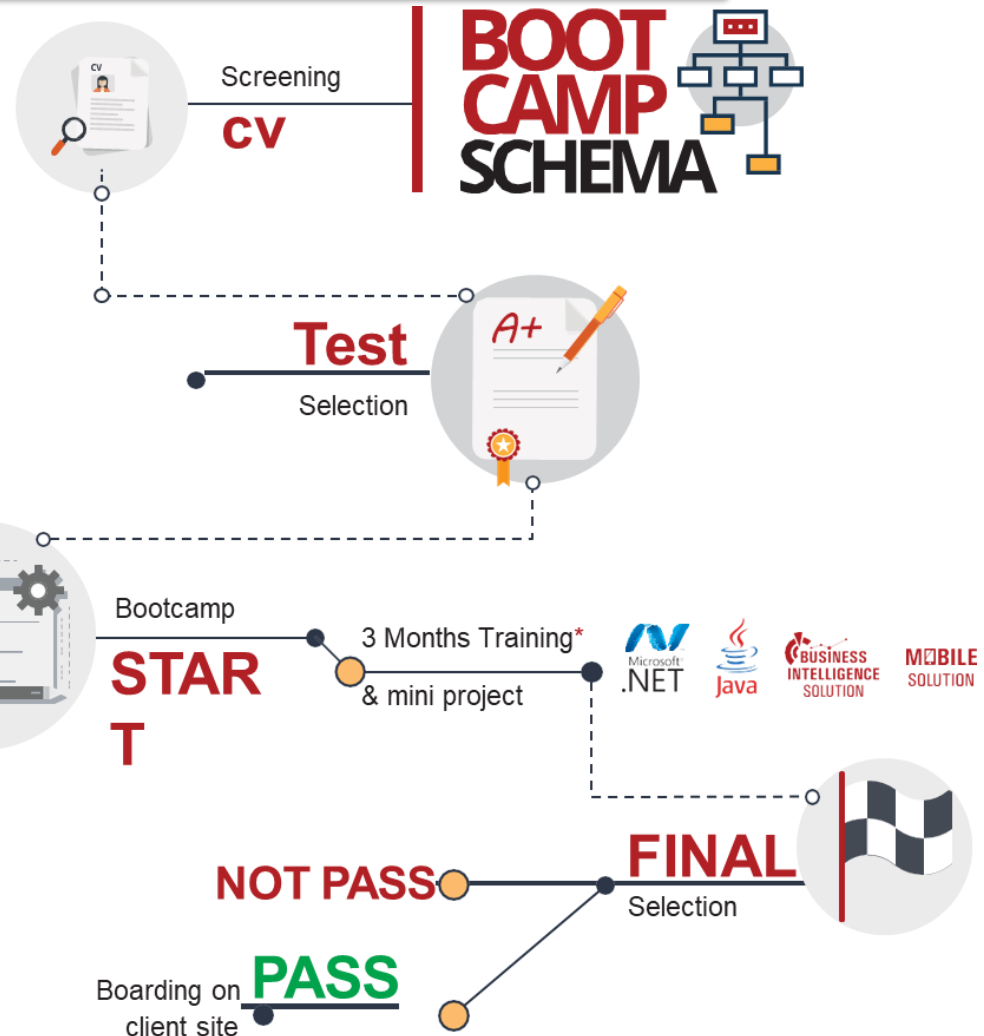 BOOT
CAMP
SCHEMA
CV
Screening
CV
A+
Test
Selection
Bootcamp
STAR
T
3 Months Training*
& mini project
Microsoft
.NET
Java
BUSINESS
INTELLIGENCE
SOLUTION
MOBILE
SOLUTION
FINAL
Selection
NOT PASS
PASS
Boarding on
client site